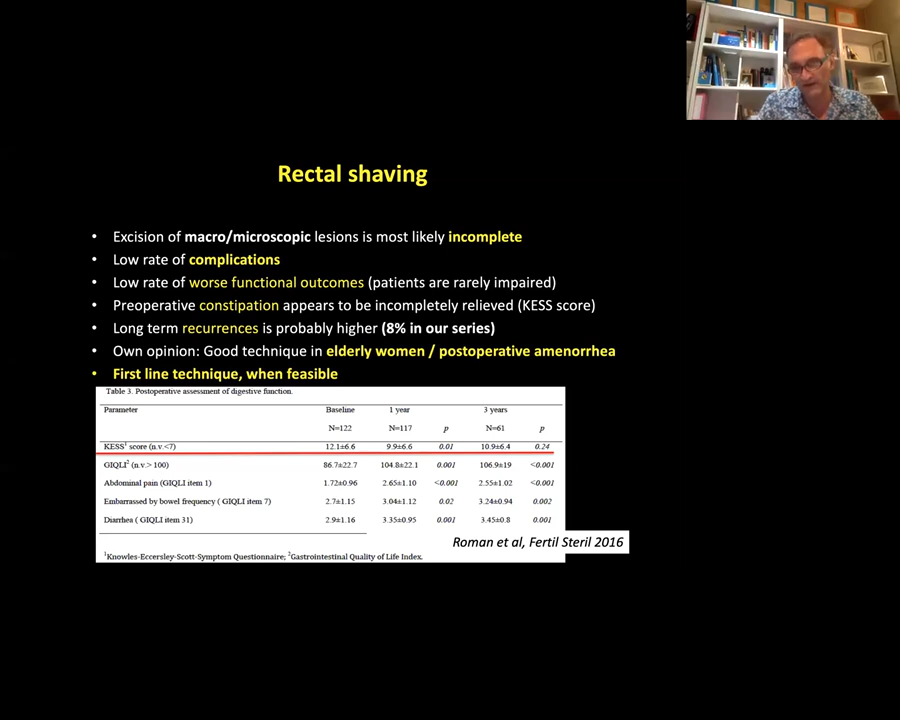 Rectal shaving
• Excision of macro/microscopic lesions is most likely incomplete
• Low rate of complications
• Low rate of worse functional outcomes (patients are rarely impaired)
• Preoperative constipation appears to be incompletely relieved (KESS score)
• Long term recurrences is probably higher (8% in our series)
• Own opinion: Good technique in elderly women / postoperative amenorrhea
• First line technique, when feasible
Table 3. Postoperative assessment of digestive function.
Parameter Baseline 1 year 3 years
N=122 N=117 p N=61 p
KESS¹ score (n.v.<7) 12.1±6.6 9.9±6.6 0.01 10.9±6.4 0.24
GIQLI² (n.v.> 100) 86.7±22.7 104.8±22.1 0.001 106.9±19 <0.001
Abdominal pain (GIQLI item 1) 1.72±0.96 2.65±1.10 <0.001 2.55±1.02 <0.001
Embarrassed by bowel frequency ( GIQLI item 7) 2.7±1.15 3.04±1.12 0.02 3.24±0.94 0.002
Diarrhea ( GIQLI item 31) 2.9±1.16 3.35±0.95 0.001 3.45±0.8 0.001
Roman et al, Fertil Steril 2016
¹Knowles-Eccersley-Scott-Symptom Questionnaire; ²Gastrointestinal Quality of Life Index.